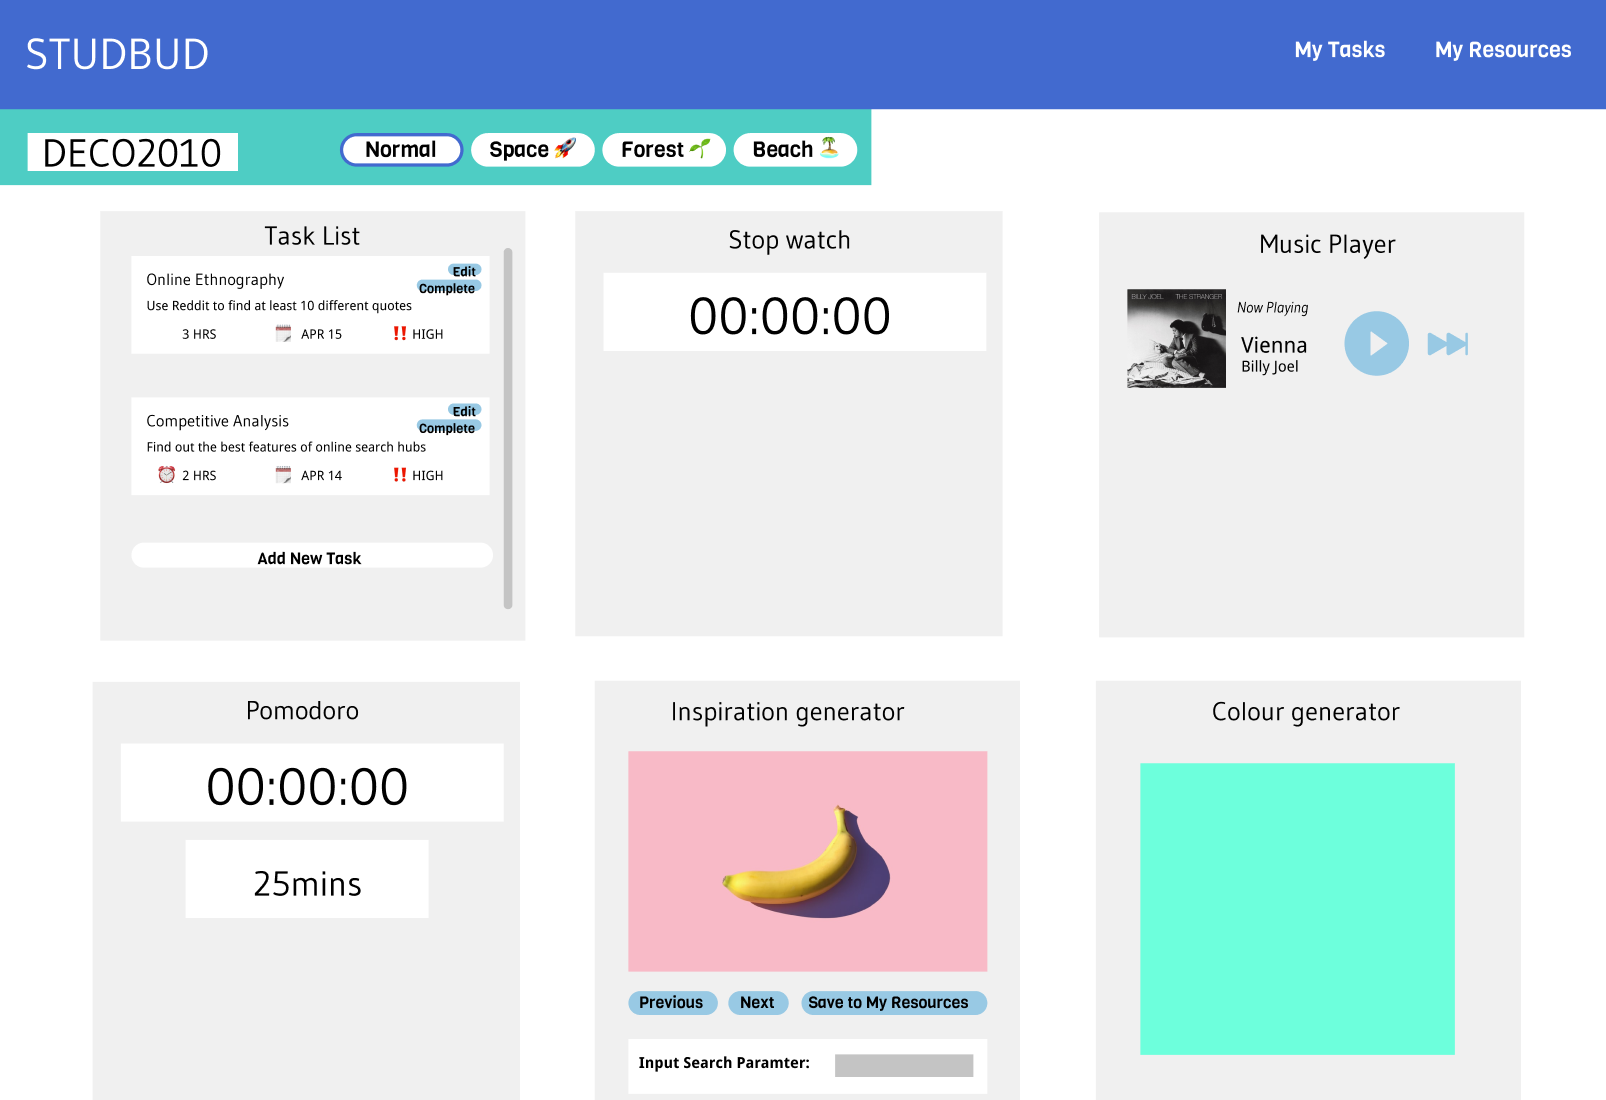 STUDBUD
My Tasks
My Resources
DECO2010
Normal
Space 🚀
Forest 🌱
Beach 🏝️
Task List
Online Ethnography
Edit
Complete
Use Reddit to find at least 10 different quotes
3 HRS
APR 15
‼️ HIGH
Competitive Analysis
Edit
Complete
Find out the best features of online search hubs
⏰ 2 HRS
APR 14
‼️ HIGH
Add New Task
Stop watch
00:00:00
Music Player
BILLY JOEL THE STRANGER
Now Playing
Vienna
Billy Joel
Pomodoro
00:00:00
25mins
Inspiration generator
Previous
Next
Save to My Resources
Input Search Paramter:
Colour generator